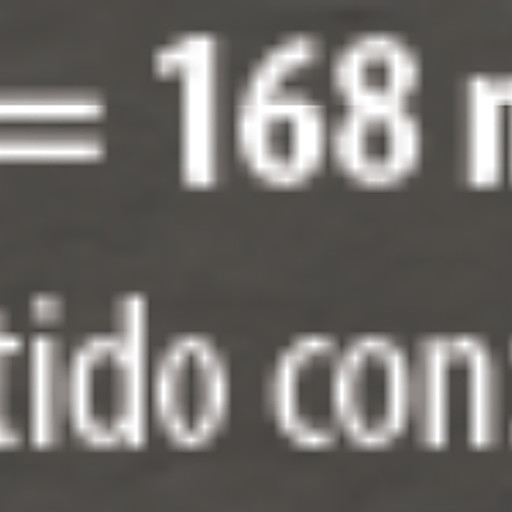 = 168
tido con